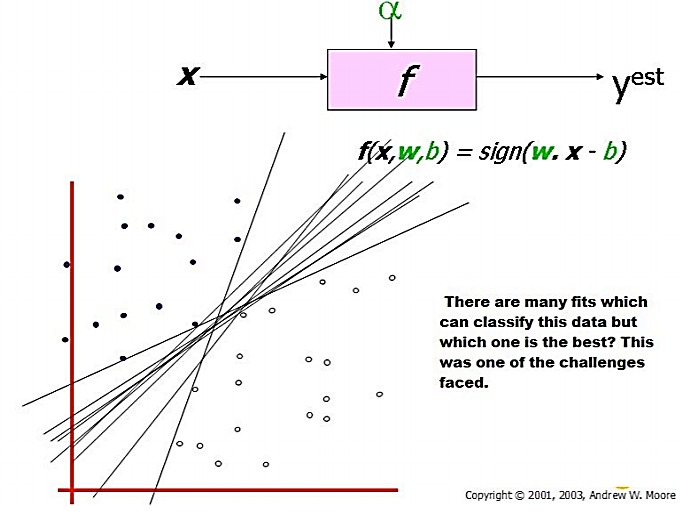 α
x f yest
f(x,w,b) = sign(w. x - b)
There are many fits which
can classify this data but
which one is the best? This
was one of the challenges
faced.
Copyright © 2001, 2003, Andrew W. Moore